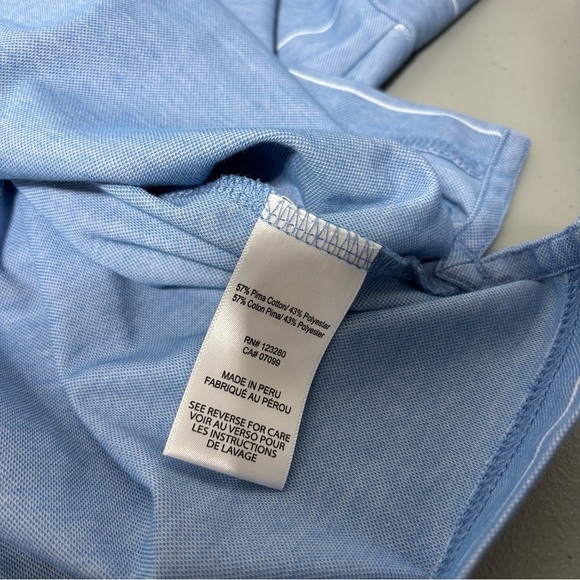 57% Pima Cotton/ 43% Polyester
57% Coton Pima/ 43% Polyester
RN# 123280
CA# 07099
MADE IN PERU
FABRIQUÉ AU PÉROU
SEE REVERSE FOR CARE
VOIR AU VERSO POUR
LES INSTRUCTIONS
DE LAVAGE